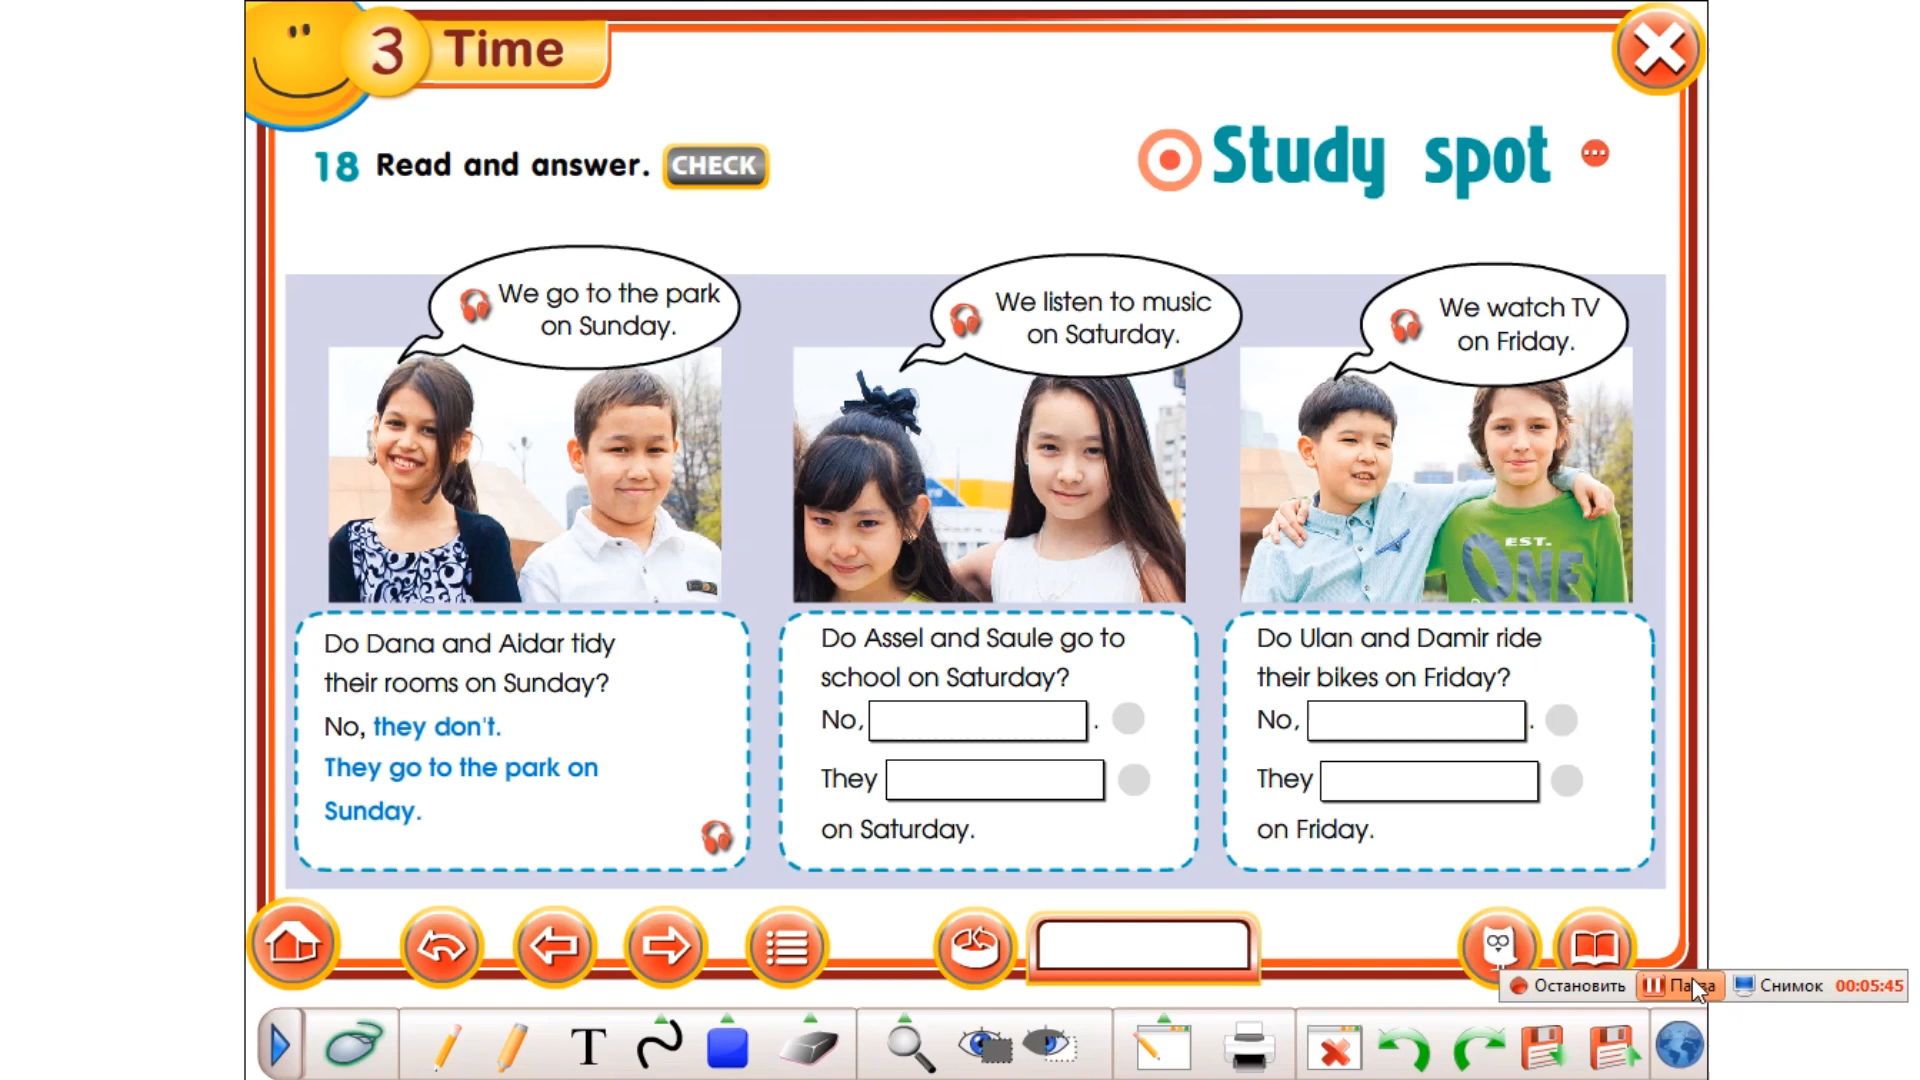 3 Time
18 Read and answer. CHECK
Study spot
We go to the park
on Sunday.
We listen to music
on Saturday.
We watch TV
on Friday.
EST.
ONE
Do Dana and Aidar tidy
their rooms on Sunday?
No, they don't.
They go to the park on
Sunday.
Do Assel and Saule go to
school on Saturday?
No, .
They
on Saturday.
Do Ulan and Damir ride
their bikes on Friday?
No, .
They
on Friday.
Остановить Пауза Снимок 00:05:45
T